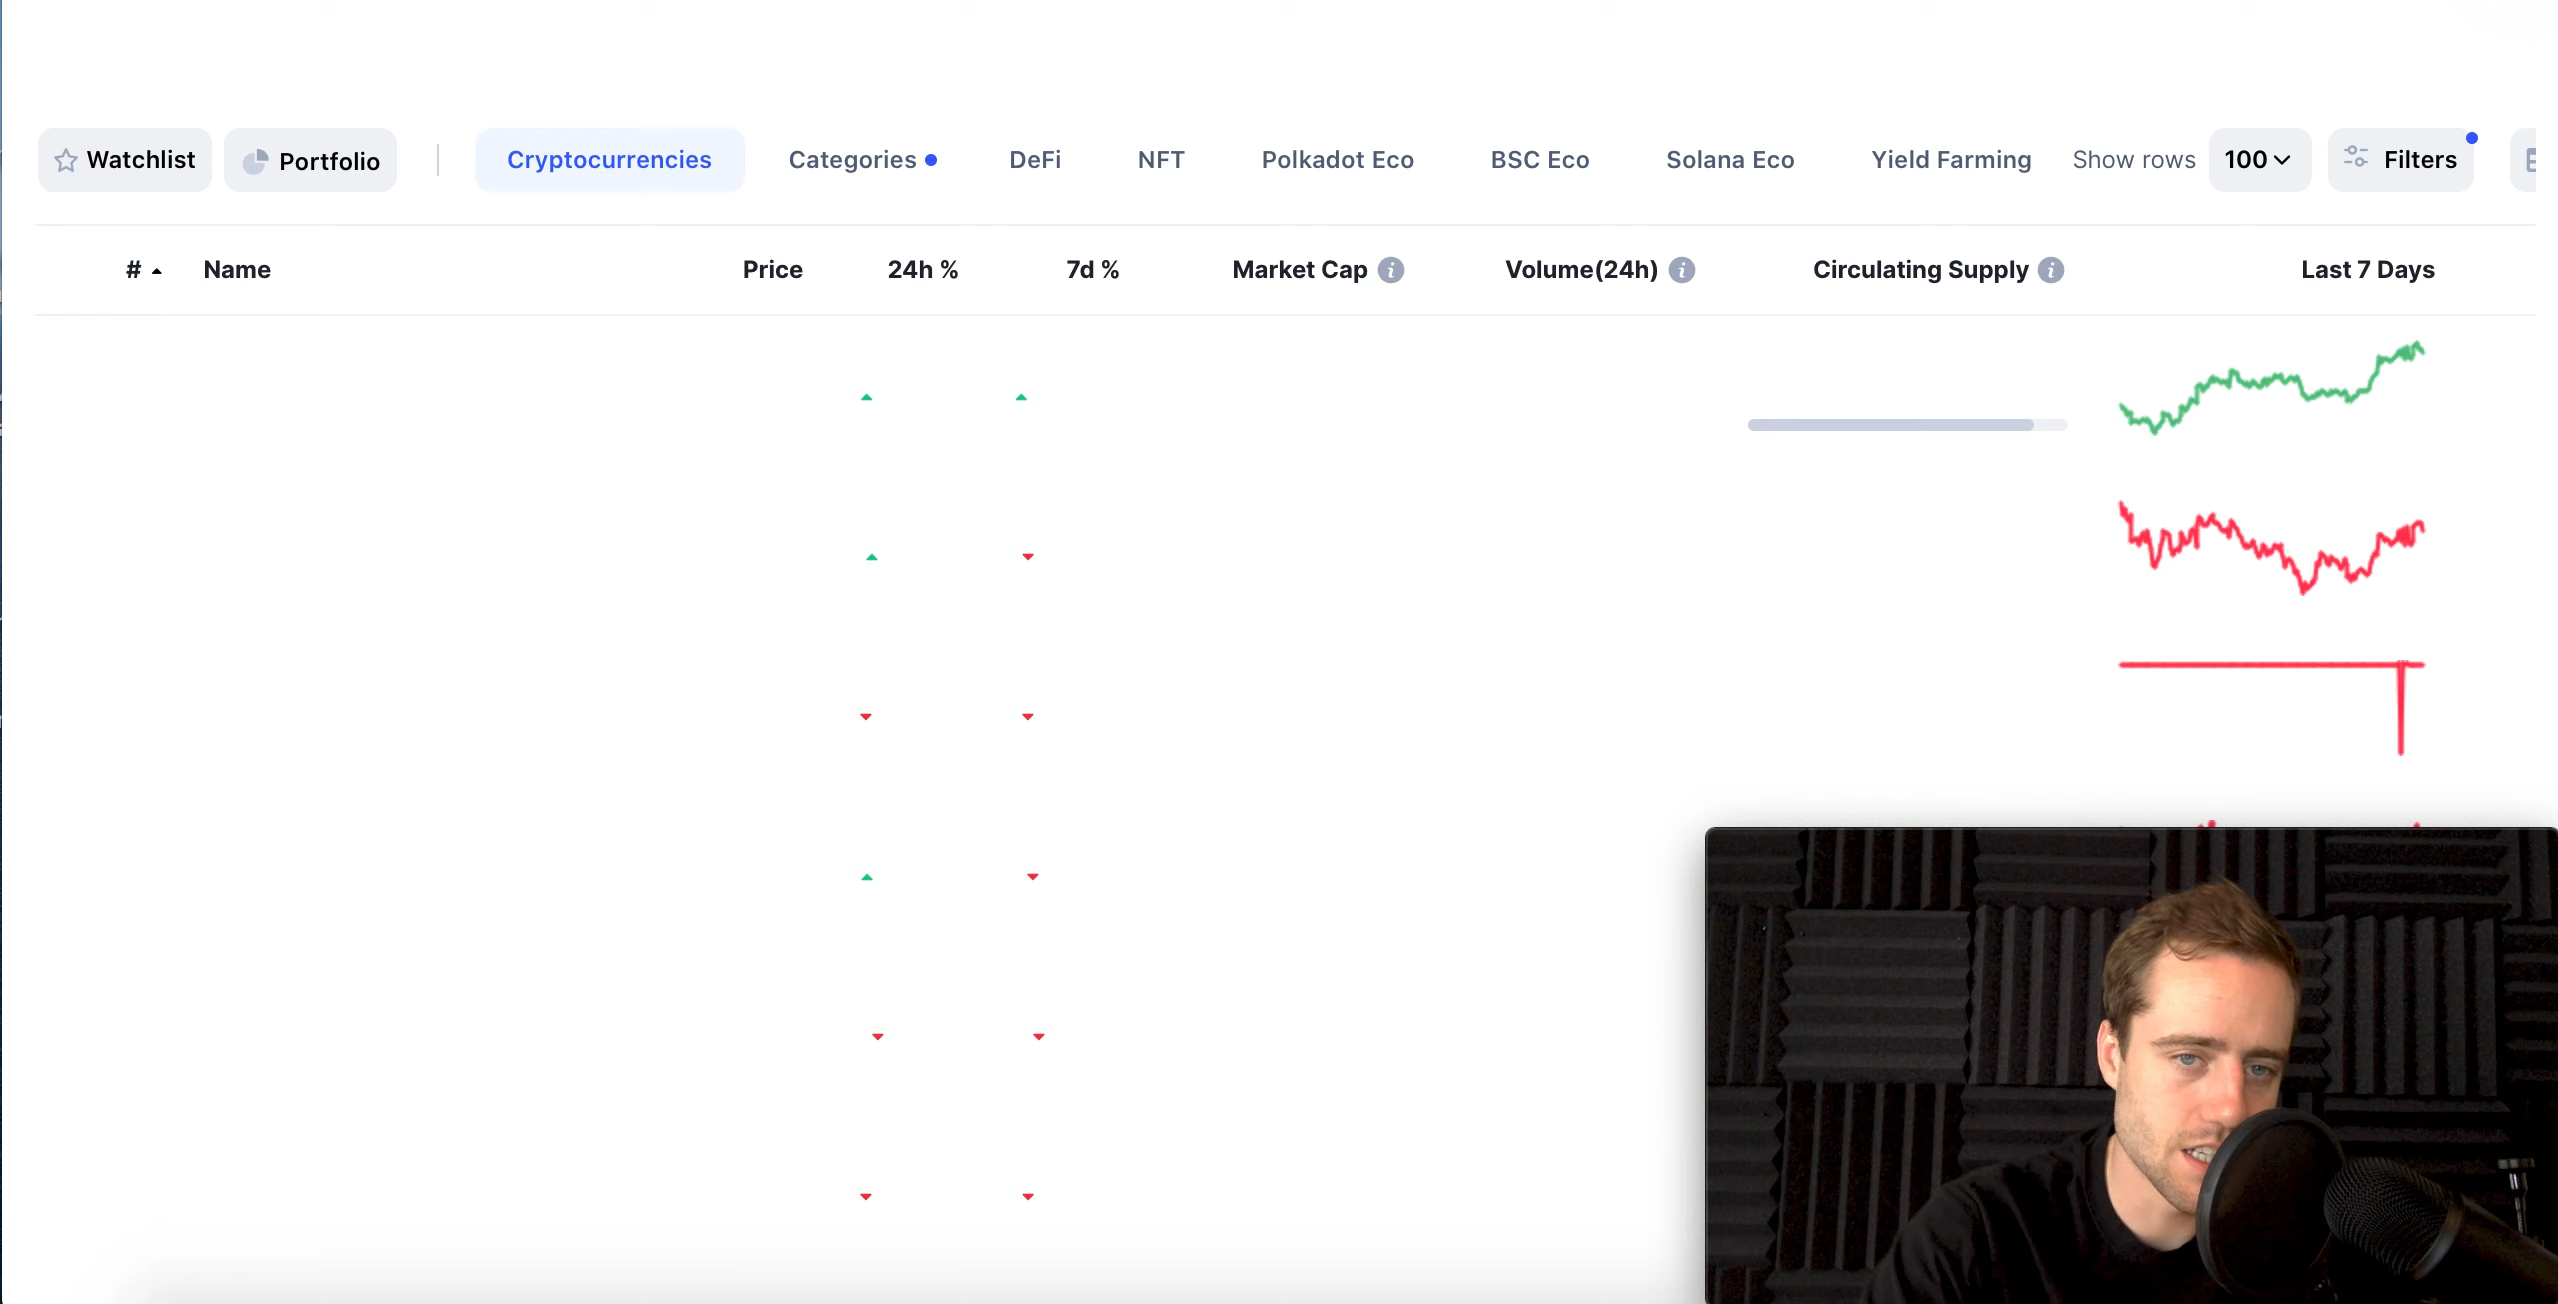 Watchlist Portfolio Cryptocurrencies Categories DeFi NFT Polkadot Eco BSC Eco Solana Eco Yield Farming Show rows 100 Filters
# Name Price 24h % 7d % Market Cap i Volume(24h) i Circulating Supply i Last 7 Days